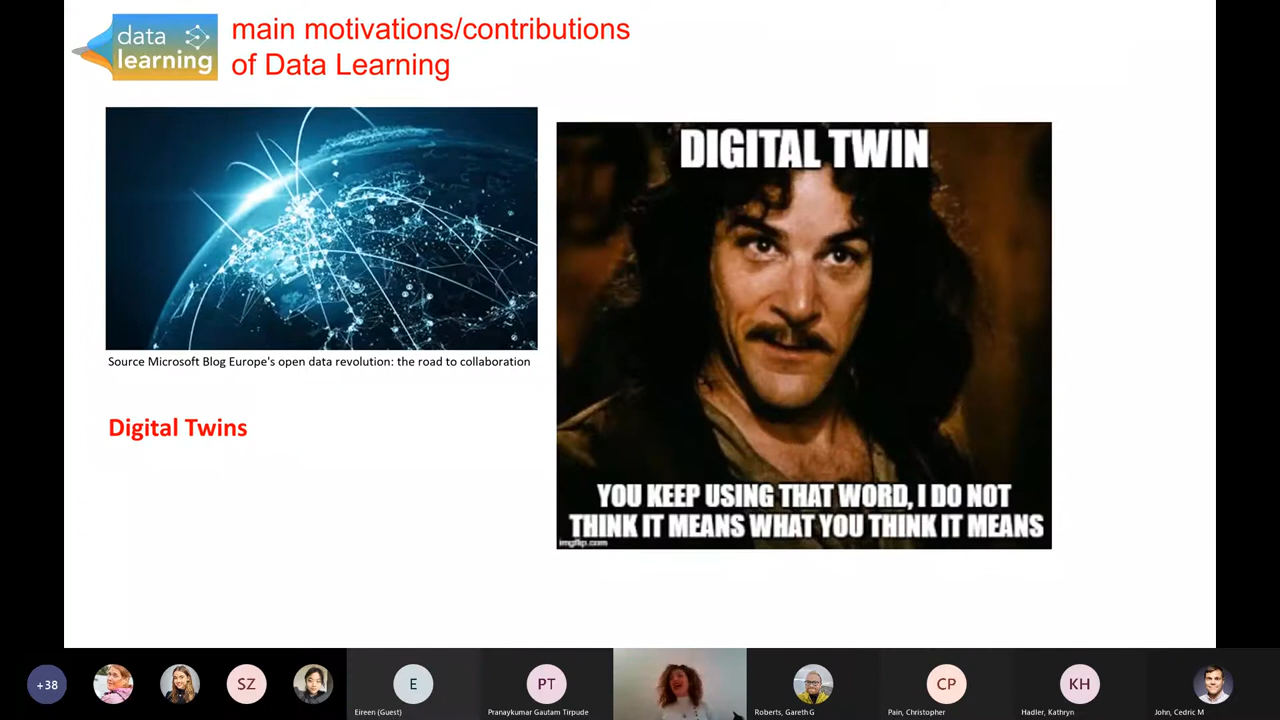 data
learning
main motivations/contributions
of Data Learning
DIGITAL TWIN
YOU KEEP USING THAT WORD, I DO NOT
THINK IT MEANS WHAT YOU THINK IT MEANS
imgflip.com
Source Microsoft Blog Europe's open data revolution: the road to collaboration
Digital Twins
+38
SZ
E
Eireen (Guest)
PT
Pranaykumar Gautam Tirpude
Roberts, Gareth G
CP
Pain, Christopher
KH
Hadler, Kathryn
John, Cedric M